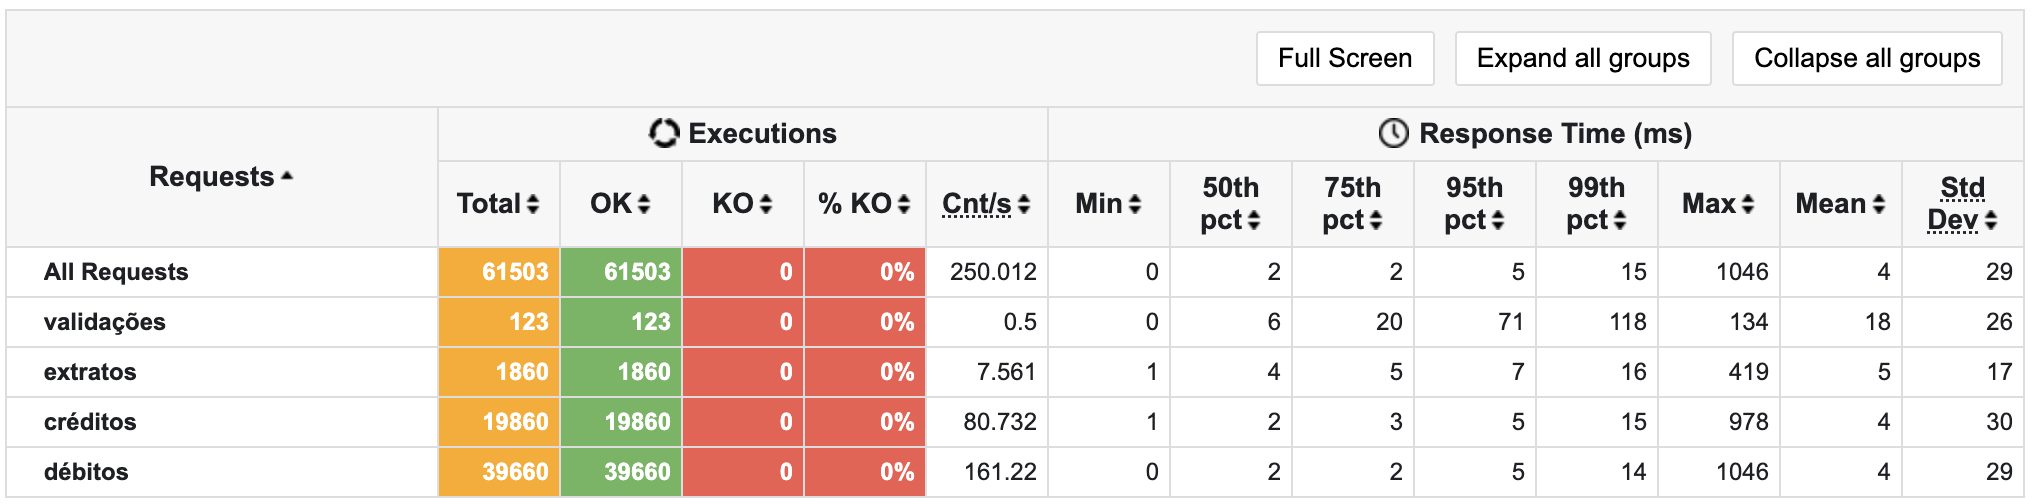 Full Screen Expand all groups Collapse all groups
Requests Executions Response Time (ms)
Total OK KO % KO Cnt/s Min 50th pct 75th pct 95th pct 99th pct Max Mean Std Dev
All Requests 61503 61503 0 0% 250.012 0 2 2 5 15 1046 4 29
validações 123 123 0 0% 0.5 0 6 20 71 118 134 18 26
extratos 1860 1860 0 0% 7.561 1 4 5 7 16 419 5 17
créditos 19860 19860 0 0% 80.732 1 2 3 5 15 978 4 30
débitos 39660 39660 0 0% 161.22 0 2 2 5 14 1046 4 29